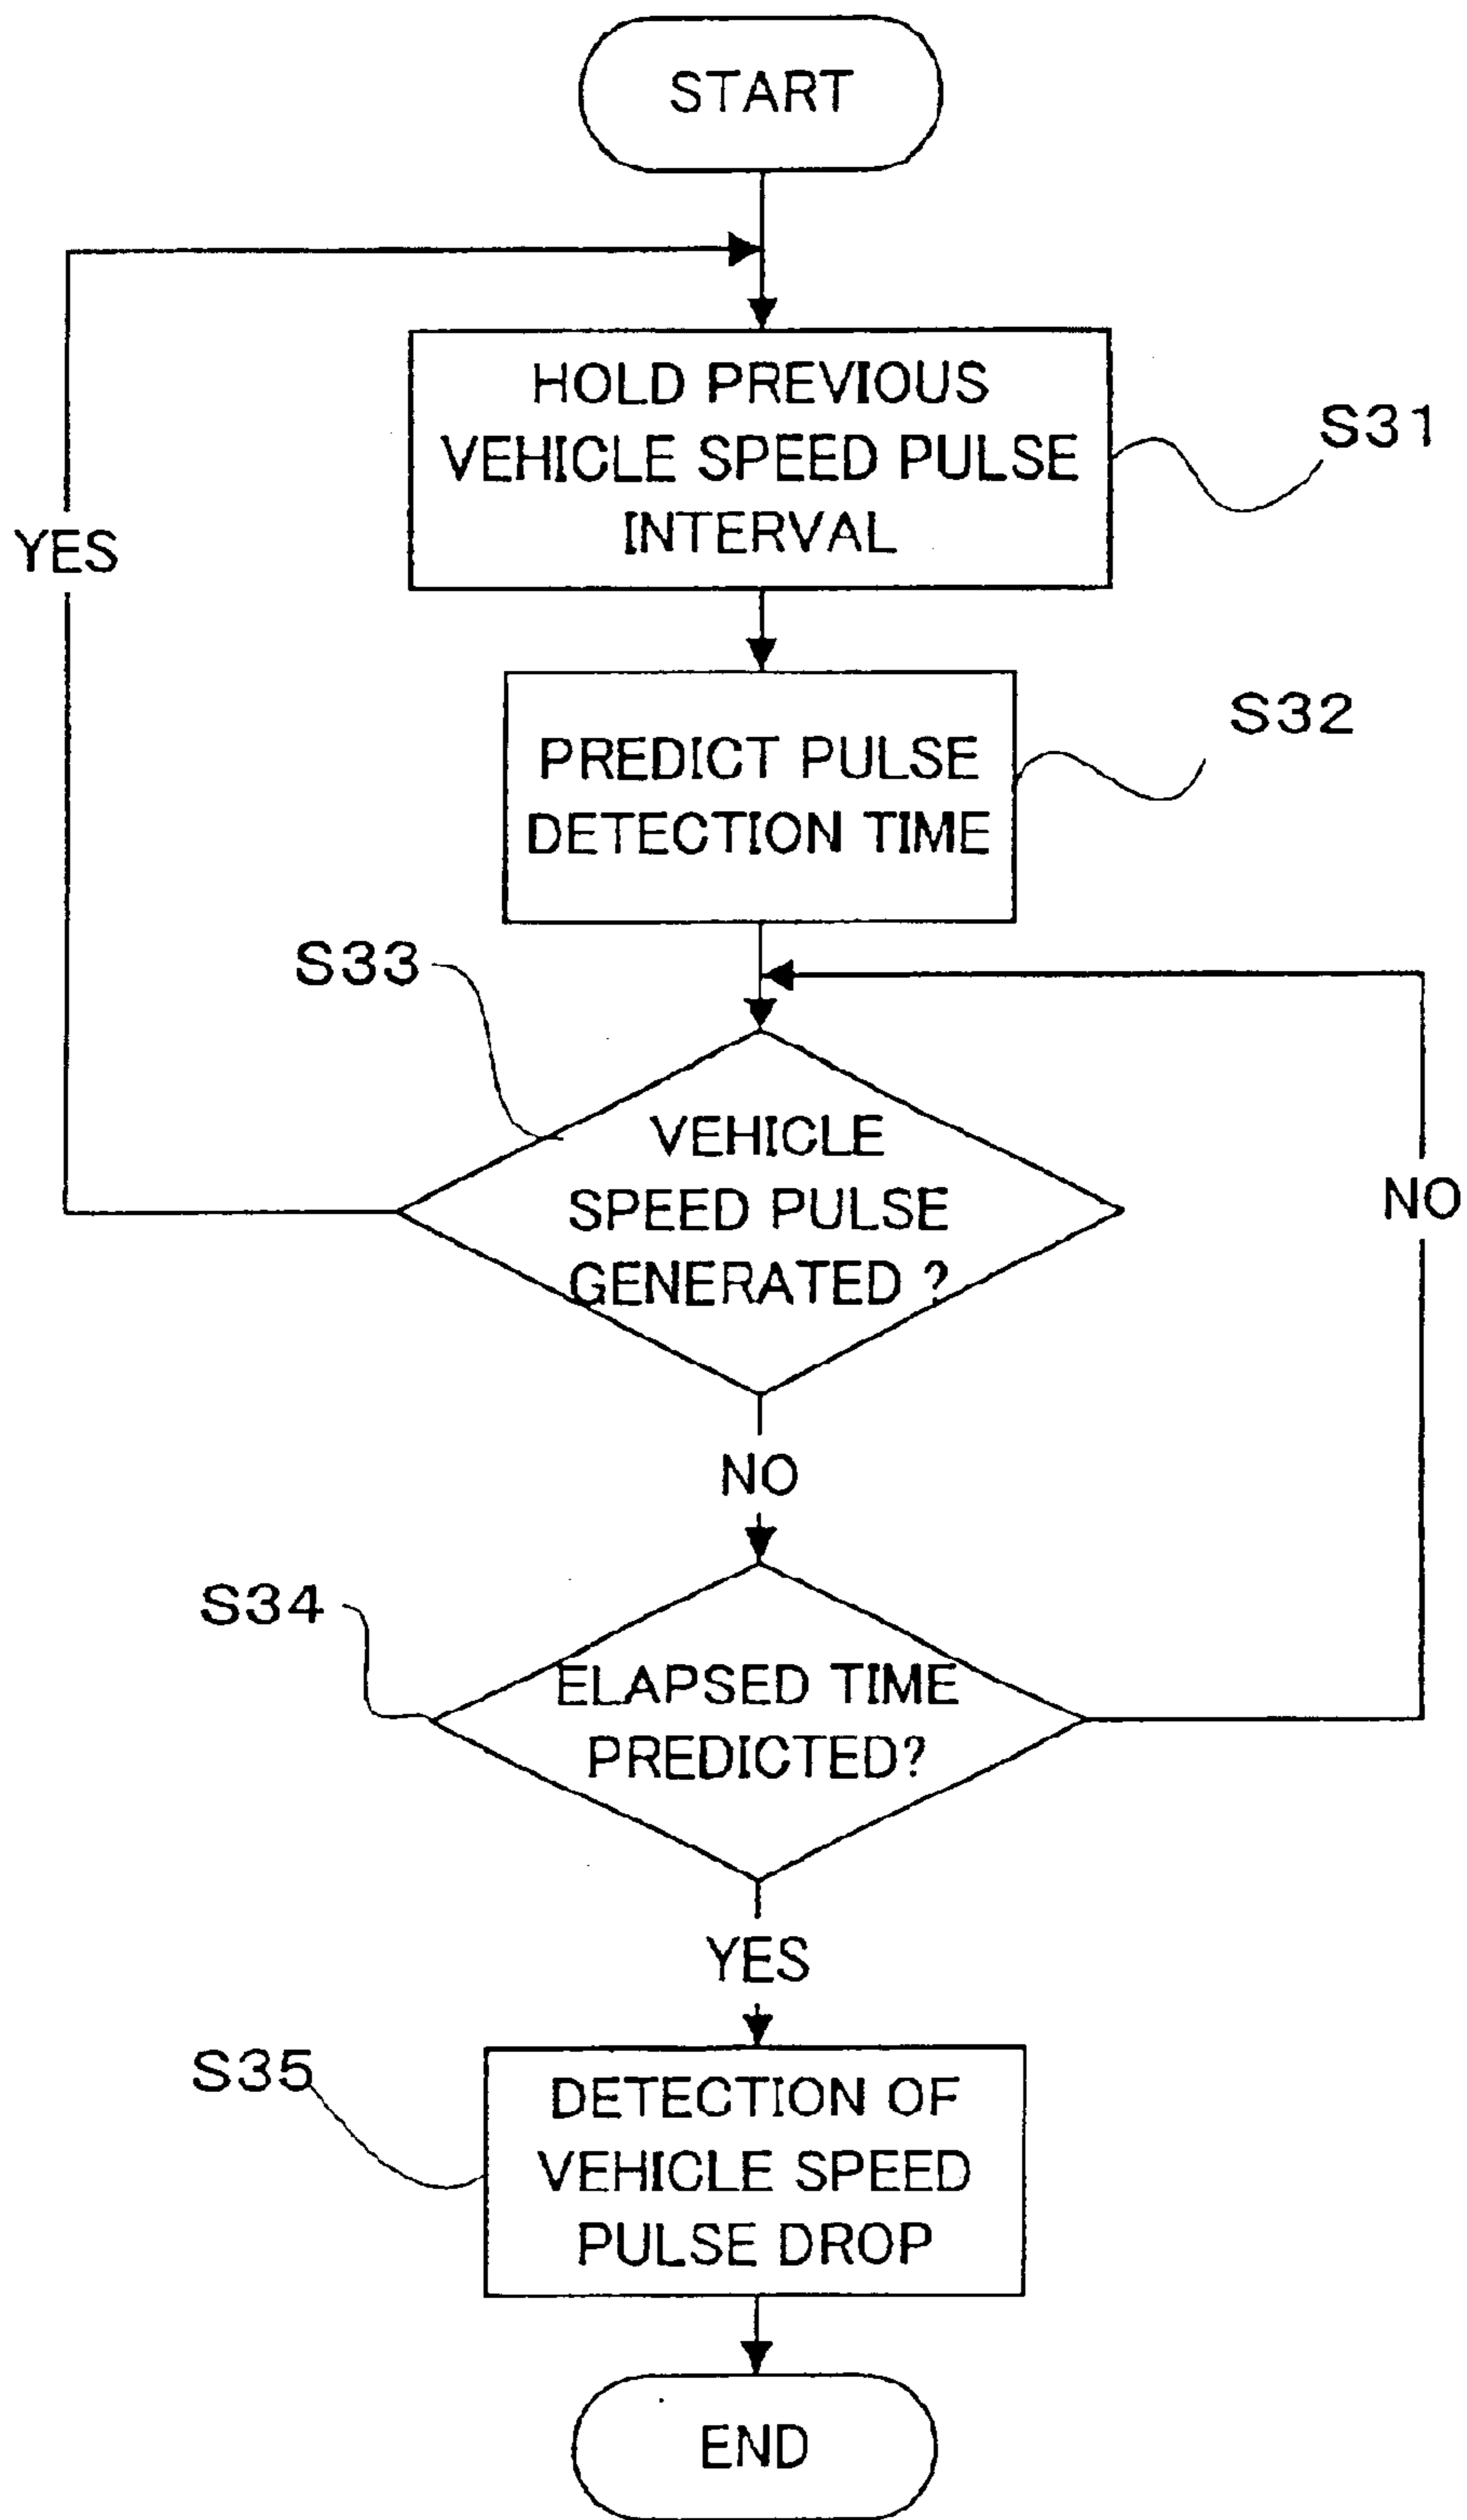 START
HOLD PREVIOUS
VEHICLE SPEED PULSE
INTERVAL
S31
YES
PREDICT PULSE
DETECTION TIME
S32
S33
VEHICLE
SPEED PULSE
GENERATED ?
NO
NO
S34
ELAPSED TIME
PREDICTED?
YES
S35
DETECTION OF
VEHICLE SPEED
PULSE DROP
END